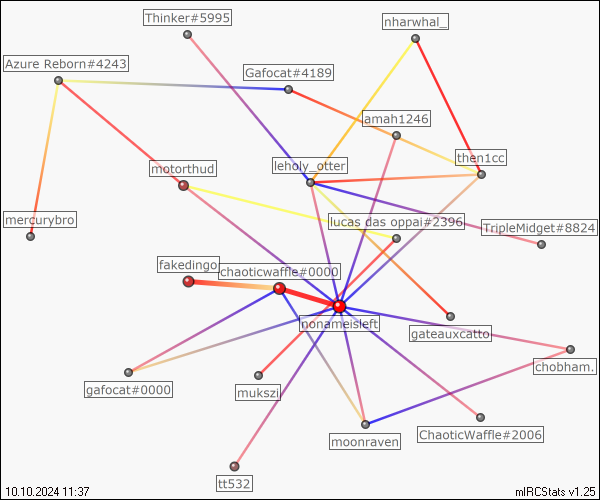 Thinker#5995
nharwhal_
Azure Reborn#4243
Gafocat#4189
amah1246
then1cc
leholy_otter
motorthud
mercurybro
lucas das oppai#2396
TripleMidget#8824
fakedingo
chaoticwaffle#0000
nonameisleft
gateauxcatto
chobham.
gafocat#0000
mukszi
ChaoticWaffle#2006
moonraven
tt532
10.10.2024 11:37
mIRCStats v1.25